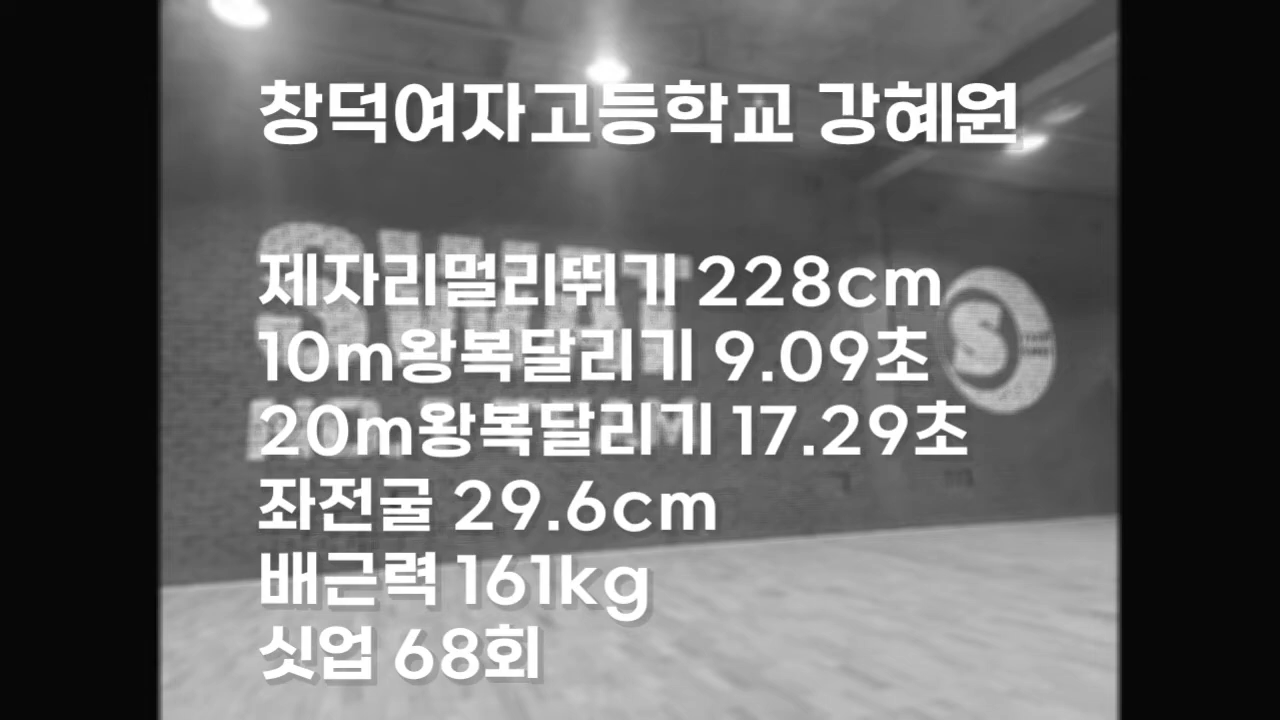 창덕여자고등학교 강혜원
제자리멀리뛰기 228cm
10m왕복달리기 9.09초
20m왕복달리기 17.29초
좌전굴 29.6cm
배근력 161kg
싯업 68회
SWAT
S